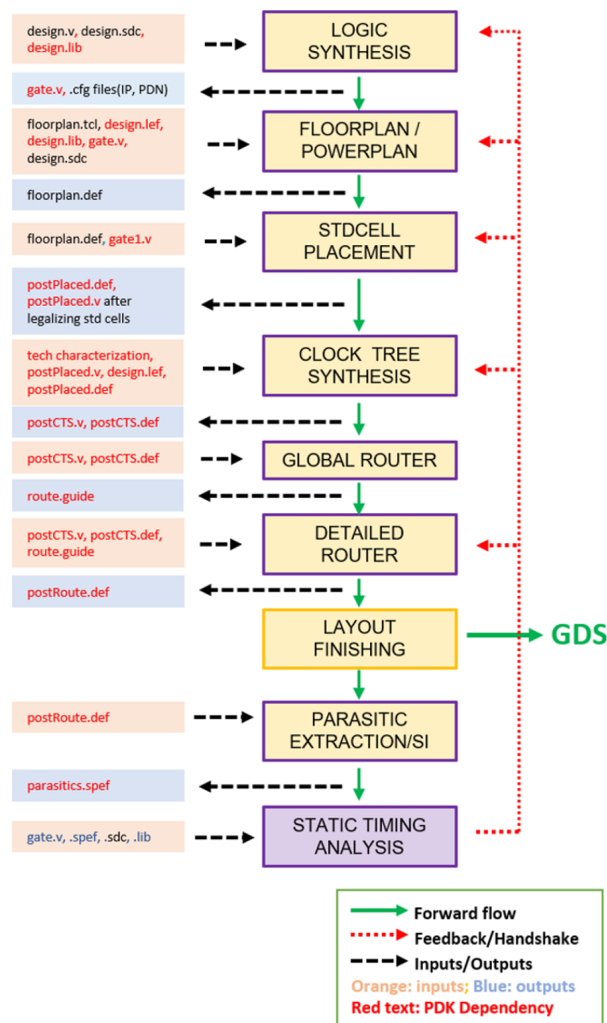 design.v, design.sdc,
design.lib
LOGIC
SYNTHESIS
gate.v, .cfg files(IP, PDN)
floorplan.tcl, design.lef,
design.lib, gate.v,
design.sdc
FLOORPLAN /
POWERPLAN
floorplan.def
floorplan.def, gate1.v
STDCELL
PLACEMENT
postPlaced.def,
postPlaced.v after
legalizing std cells
tech characterization,
postPlaced.v, design.lef,
postPlaced.def
CLOCK TREE
SYNTHESIS
postCTS.v, postCTS.def
postCTS.v, postCTS.def
GLOBAL ROUTER
route.guide
postCTS.v, postCTS.def,
route.guide
DETAILED
ROUTER
postRoute.def
LAYOUT
FINISHING
GDS
postRoute.def
PARASITIC
EXTRACTION/SI
parasitics.spef
gate.v, .spef, .sdc, .lib
STATIC TIMING
ANALYSIS
Forward flow
Feedback/Handshake
Inputs/Outputs
Orange: inputs; Blue: outputs
Red text: PDK Dependency